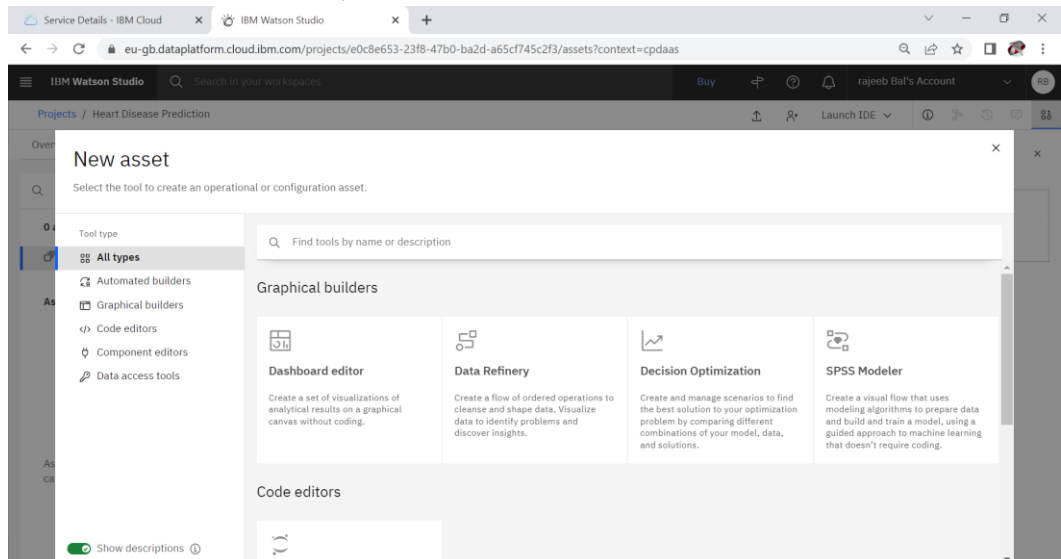 Service Details - IBM Cloud
IBM Watson Studio
eu-gb.dataplatform.cloud.ibm.com/projects/e0c8e653-23f8-47b0-ba2d-a65cf745c2f3/assets?context=cpdaas
IBM Watson Studio
Search in your workspaces
Buy
rajeeb Bal's Account
RB
Projects / Heart Disease Prediction
Launch IDE
Over
New asset
Select the tool to create an operational or configuration asset.
0 a
As
As
ca
Tool type
All types
Automated builders
Graphical builders
Code editors
Component editors
Data access tools
Show descriptions
Find tools by name or description
Graphical builders
Dashboard editor
Create a set of visualizations of
analytical results on a graphical
canvas without coding.
Data Refinery
Create a flow of ordered operations to
cleanse and shape data. Visualize
data to identify problems and
discover insights.
Decision Optimization
Create and manage scenarios to find
the best solution to your optimization
problem by comparing different
combinations of your model, data,
and solutions.
SPSS Modeler
Create a visual flow that uses
modeling algorithms to prepare data
and build and train a model, using a
guided approach to machine learning
that doesn't require coding.
Code editors